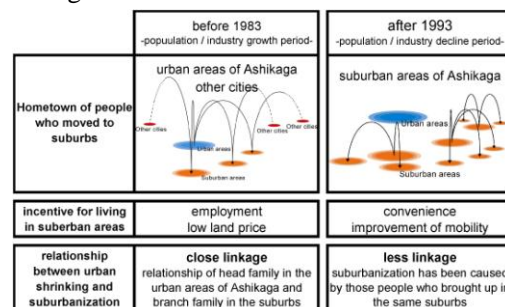 before 1983
-popuulation / industry growth period-
after 1993
-population / industry decline period-
Hometown of people
who moved to
suburbs
urban areas of Ashikaga
other cities
Other cities
Other cities
Other cities
Urban areas
Suburban areas
suburban areas of Ashikaga
Urban areas
Suburban areas
incentive for living
in suberban areas
employment
low land price
convenience
improvement of mobility
relationship
between urban
shrinking and
suburbanization
close linkage
relationship of head family in the
urban areas of Ashikaga and
branch family in the suburbs
less linkage
suburbanization has been caused
by those people who brought up in
the same suburbs